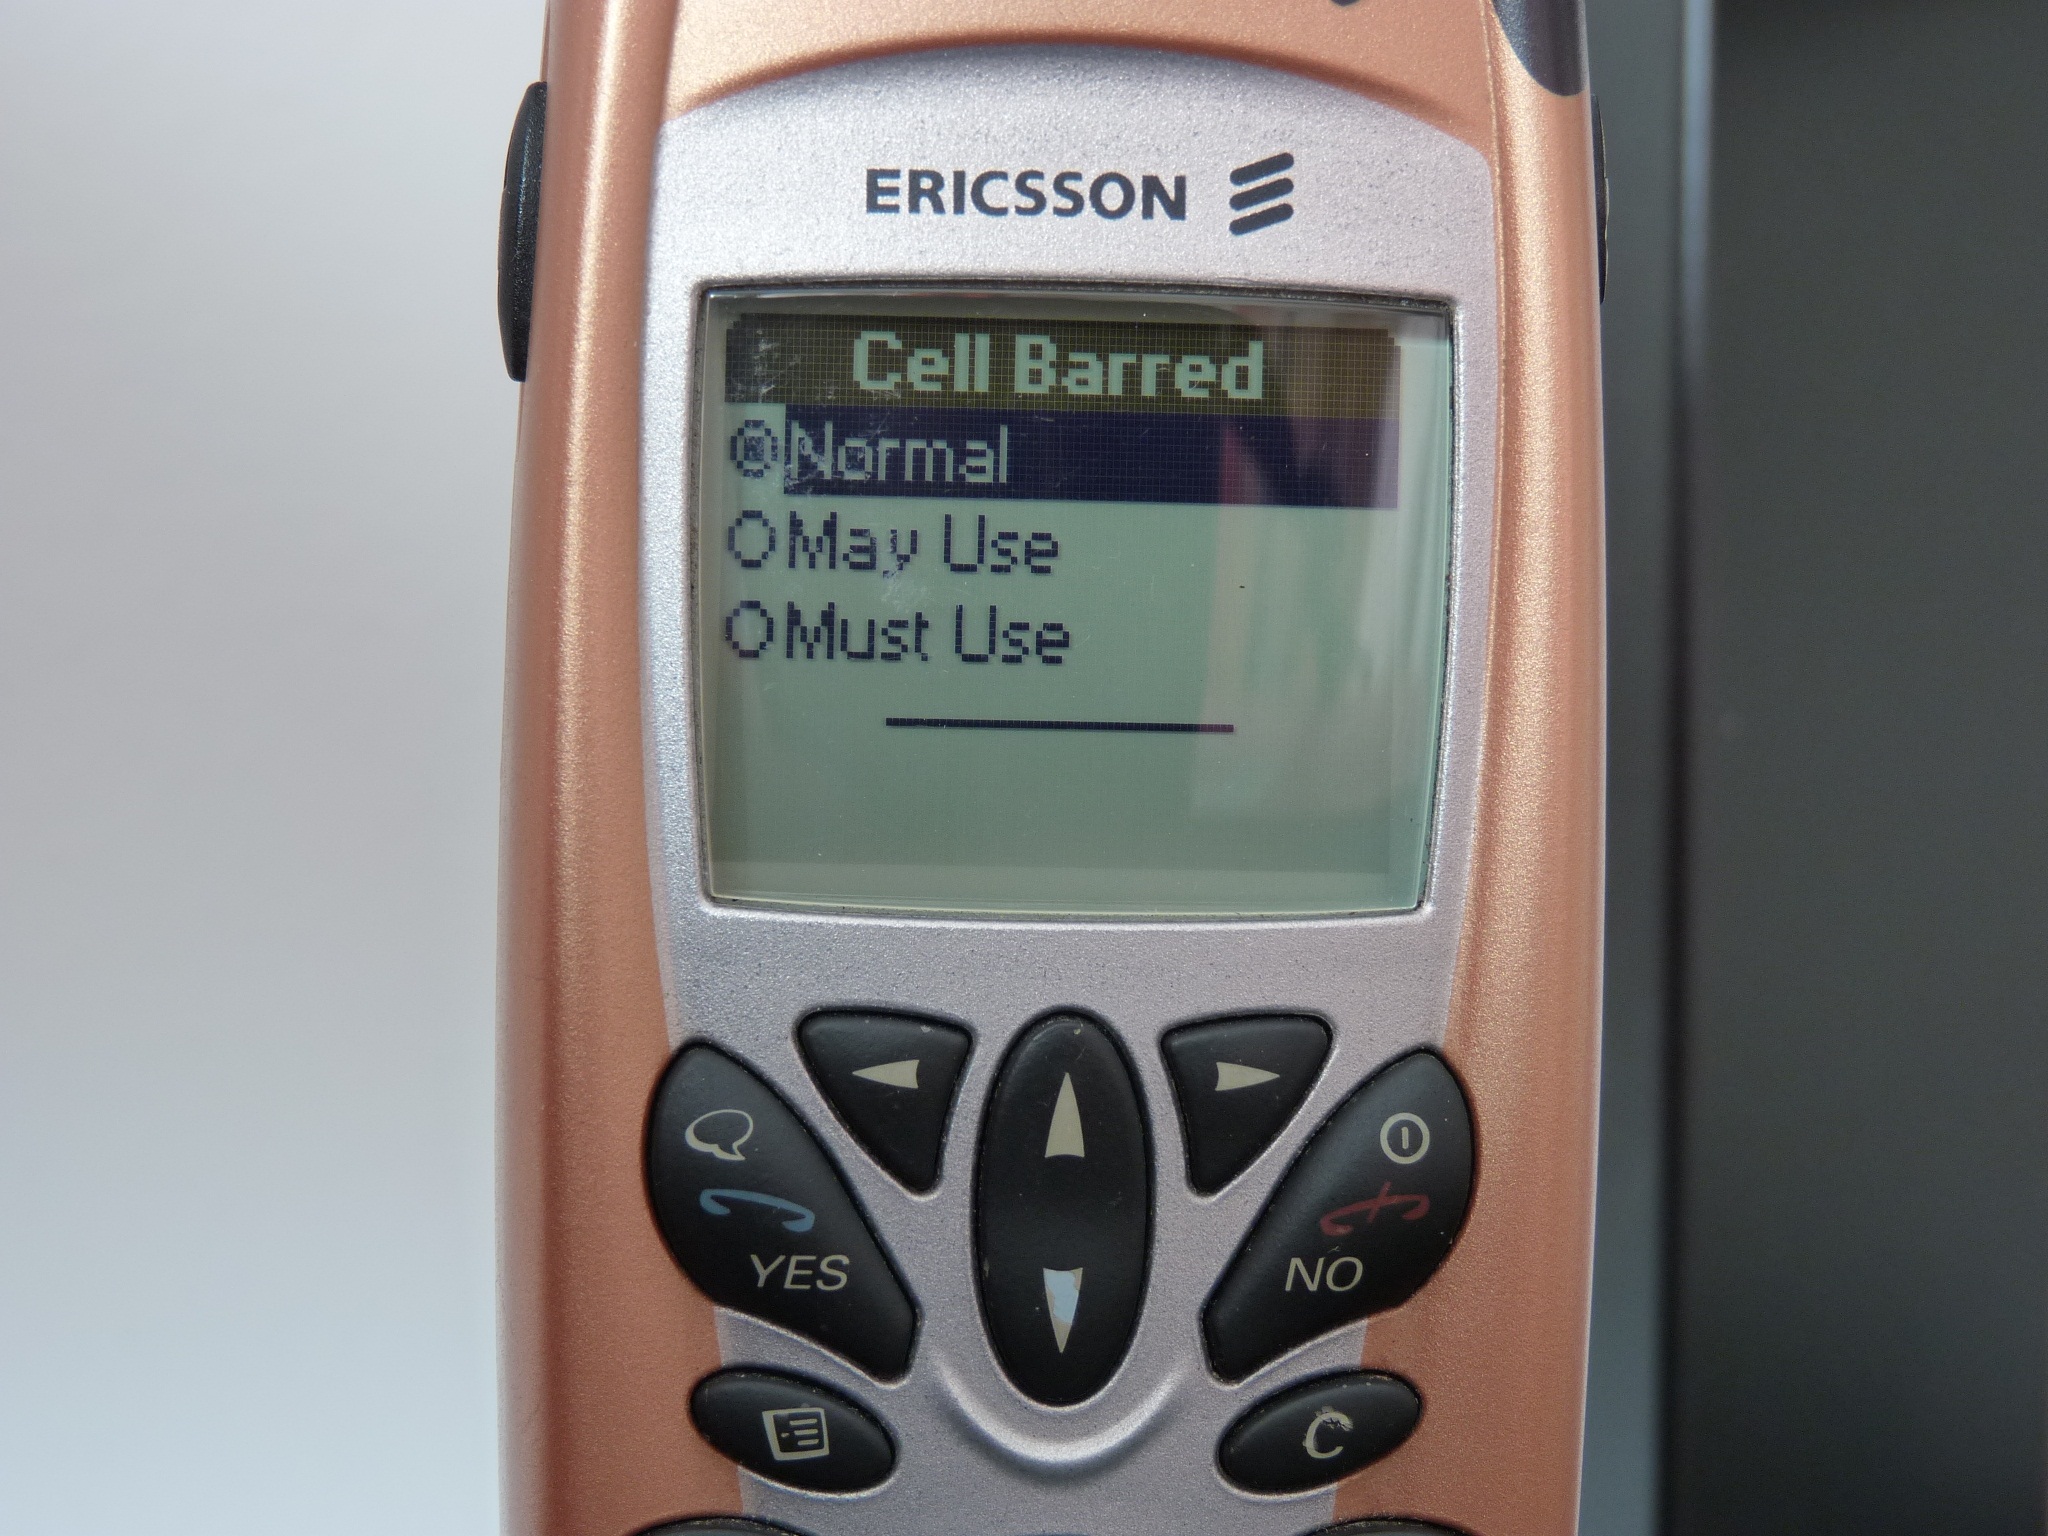 ERICSSON
Cell Barred
Normal
May Use
Must Use
YES
NO
C